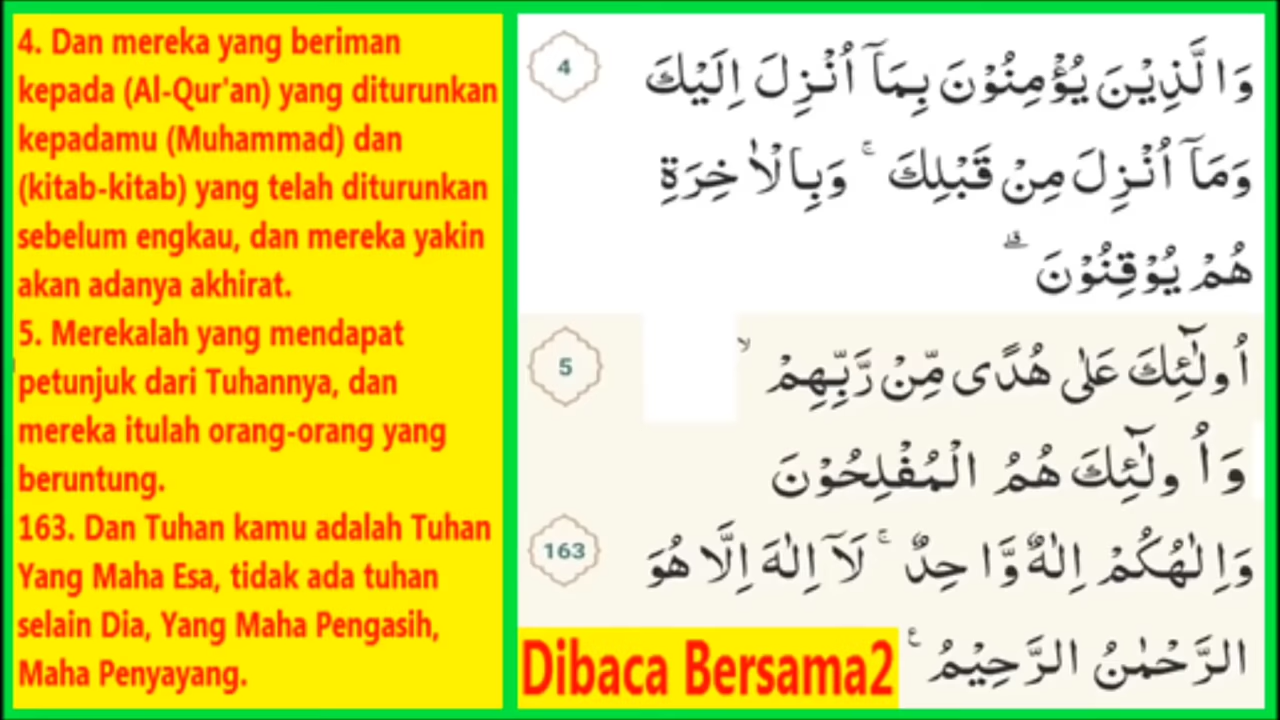 4. Dan mereka yang beriman
kepada (Al-Qur'an) yang diturunkan
kepadamu (Muhammad) dan
(kitab-kitab) yang telah diturunkan
sebelum engkau, dan mereka yakin
akan adanya akhirat.
5. Merekalah yang mendapat
petunjuk dari Tuhannya, dan
mereka itulah orang-orang yang
beruntung.
163. Dan Tuhan kamu adalah Tuhan
Yang Maha Esa, tidak ada tuhan
selain Dia, Yang Maha Pengasih,
Maha Penyayang.
وَالَّذِيْنَ يُؤْمِنُوْنَ بِمَآ اُنْزِلَ اِلَيْكَ 4
وَمَآ اُنْزِلَ مِنْ قَبْلِكَ ۚ وَبِالْاٰخِرَةِ
هُمْ يُوْقِنُوْنَ ۗ
اُولٰۤىِٕكَ عَلٰى هُدًى مِّنْ رَّبِّهِمْ ۙ 5
وَاُولٰۤىِٕكَ هُمُ الْمُفْلِحُوْنَ
وَاِلٰهُكُمْ اِلٰهٌ وَّاحِدٌ ۚ لَآ اِلٰهَ اِلَّا هُوَ 163
الرَّحْمٰنُ الرَّحِيْمُ ࣖ
Dibaca Bersama2